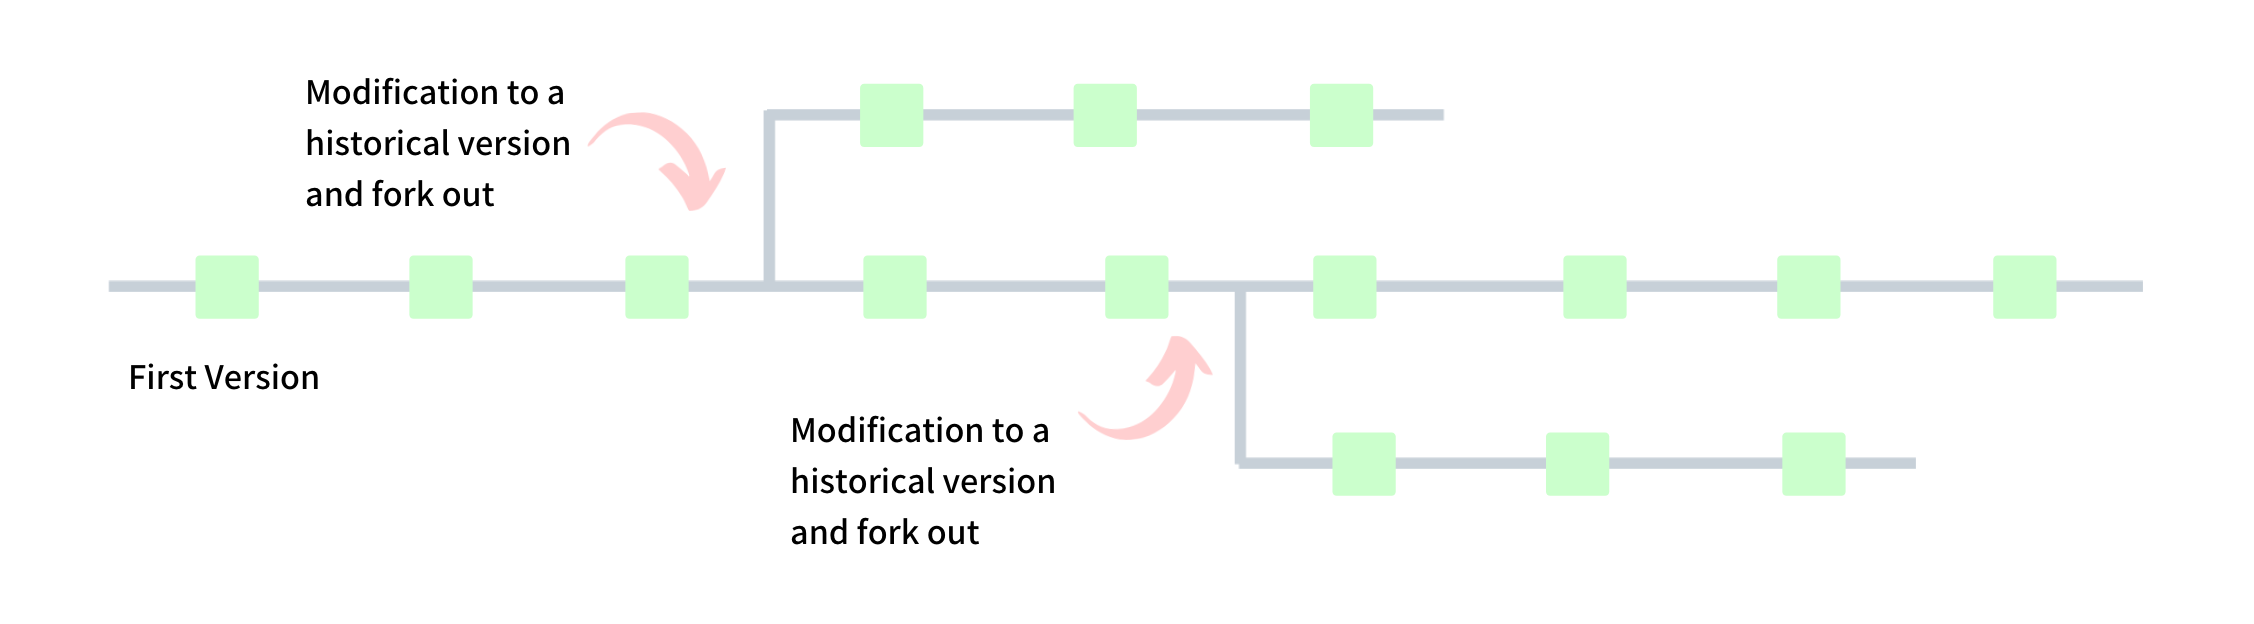 Modification to a
historical version
and fork out
First Version
Modification to a
historical version
and fork out